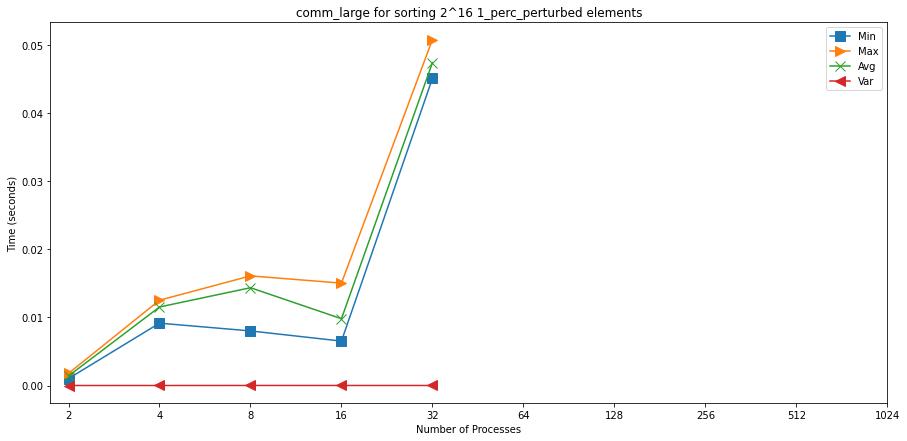 comm_large for sorting 2^16 1_perc_perturbed elements
Min
Max
Avg
Var
Time (seconds)
0.05
0.04
0.03
0.02
0.01
0.00
2 4 8 16 32 64 128 256 512 1024
Number of Processes